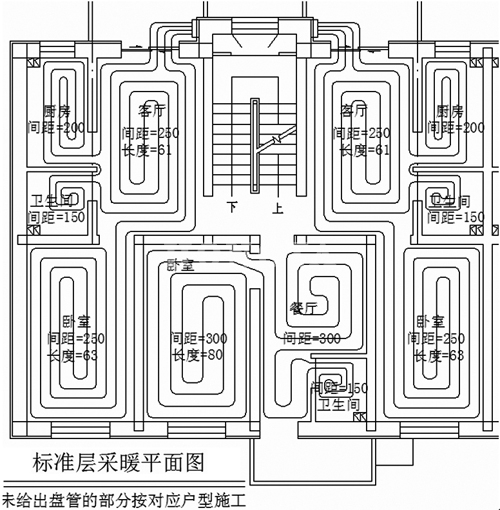 厨房
间距=200
客厅
间距=250
长度=61
客厅
间距=250
长度=61
厨房
间距=200
卫生间
间距=150
下
上
卫生间
间距=150
卧室
间距=250
长度=63
卧室
间距=300
长度=80
餐厅
间距=300
卧室
间距=250
长度=63
间距=150
卫生间
标准层采暖平面图
未给出盘管的部分按对应户型施工